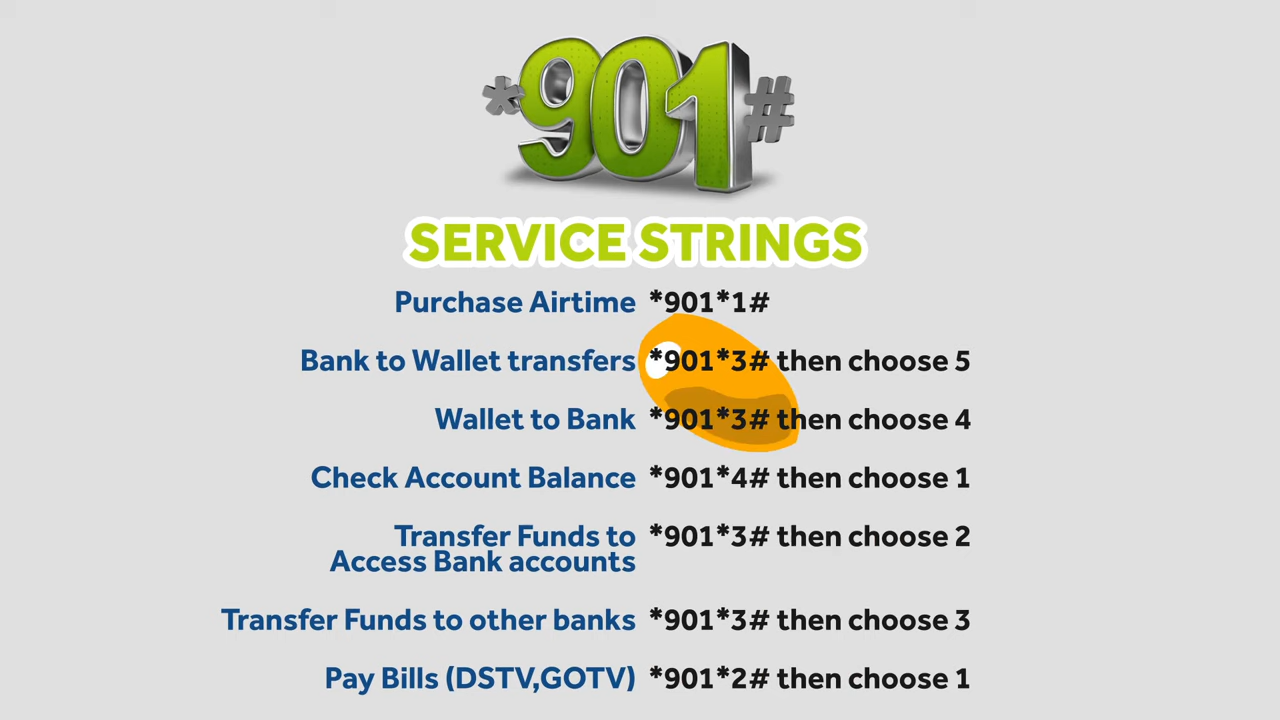 *901#
SERVICE STRINGS
Purchase Airtime *901*1#
Bank to Wallet transfers *901*3# then choose 5
Wallet to Bank *901*3# then choose 4
Check Account Balance *901*4# then choose 1
Transfer Funds to *901*3# then choose 2
Access Bank accounts
Transfer Funds to other banks *901*3# then choose 3
Pay Bills (DSTV,GOTV) *901*2# then choose 1